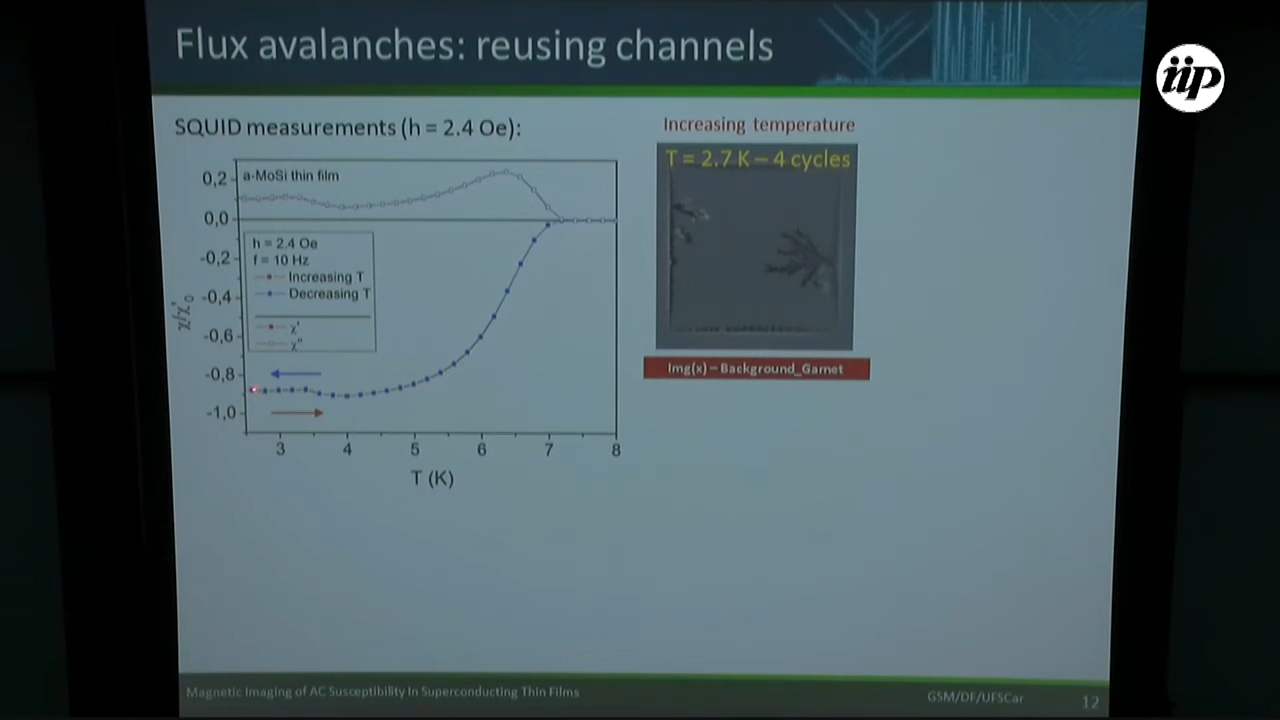 Flux avalanches: reusing channels
iip
SQUID measurements (h = 2.4 Oe):
Increasing temperature
T = 2.7 K – 4 cycles
Img(x) – Background_Garnet
a-MoSi thin film
h = 2.4 Oe
f = 10 Hz
Increasing T
Decreasing T
χ'
χ''
χ/χ'₀
0,2
0,0
-0,2
-0,4
-0,6
-0,8
-1,0
3 4 5 6 7 8
T (K)
Magnetic Imaging of AC Susceptibility in Superconducting Thin Films
GSM/DF/UFSCar
12